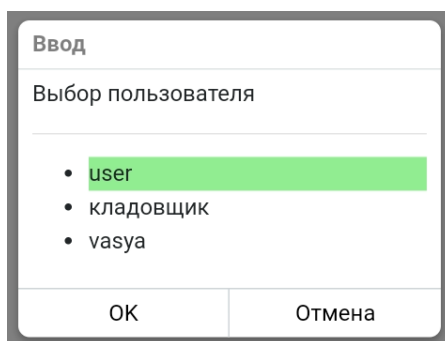 Ввод
Выбор пользователя
user
кладовщик
vasya
OK
Отмена